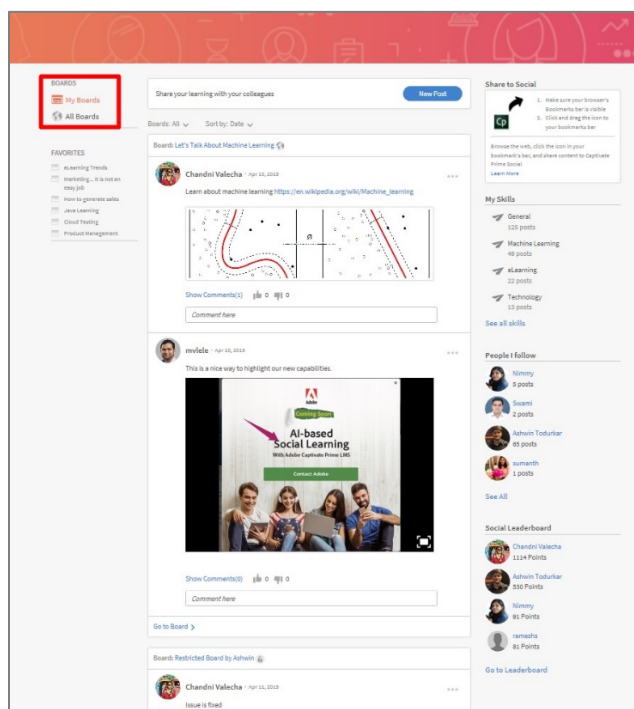 BOARDS
My Boards
All Boards
FAVORITES
eLearning Trends
Marketing... It is not an
easy job
How to generate sales
Java Learning
Cloud Testing
Product Management
Share your learning with your colleagues
New Post
Boards: All
Sort by: Date
Board: Let's Talk About Machine Learning
Chandni Valecha · Apr 10, 2019
Learn about machine learning https://en.wikipedia.org/wiki/Machine_learning
Ø
Show Comments(1) 0 0
Comment here
mvlele · Apr 10, 2019
This is a nice way to highlight our new capabilities.
Adobe
Coming Soon
AI-based
Social Learning
With Adobe Captivate Prime LMS
Contact Adobe
Show Comments(0) 0 0
Comment here
Go to Board
Board: Restricted Board by Ashwin
Chandni Valecha · Apr 11, 2019
Issue is fixed
Share to Social
Cp
1. Make sure your browser's
Bookmarks bar is visible
2. Click and drag the icon to
your bookmarks bar
Browse the web, click the icon in your
bookmark's bar, and share content to Captivate
Prime Social
Learn More
My Skills
General
125 posts
Machine Learning
48 posts
eLearning
22 posts
Technology
13 posts
See all skills
People I follow
Nimmy
5 posts
Swami
2 posts
Ashwin Todurkar
65 posts
sumanth
1 posts
See All
Social Leaderboard
Chandni Valecha
1114 Points
Ashwin Todurkar
550 Points
Nimmy
91 Points
ramesha
81 Points
Go to Leaderboard